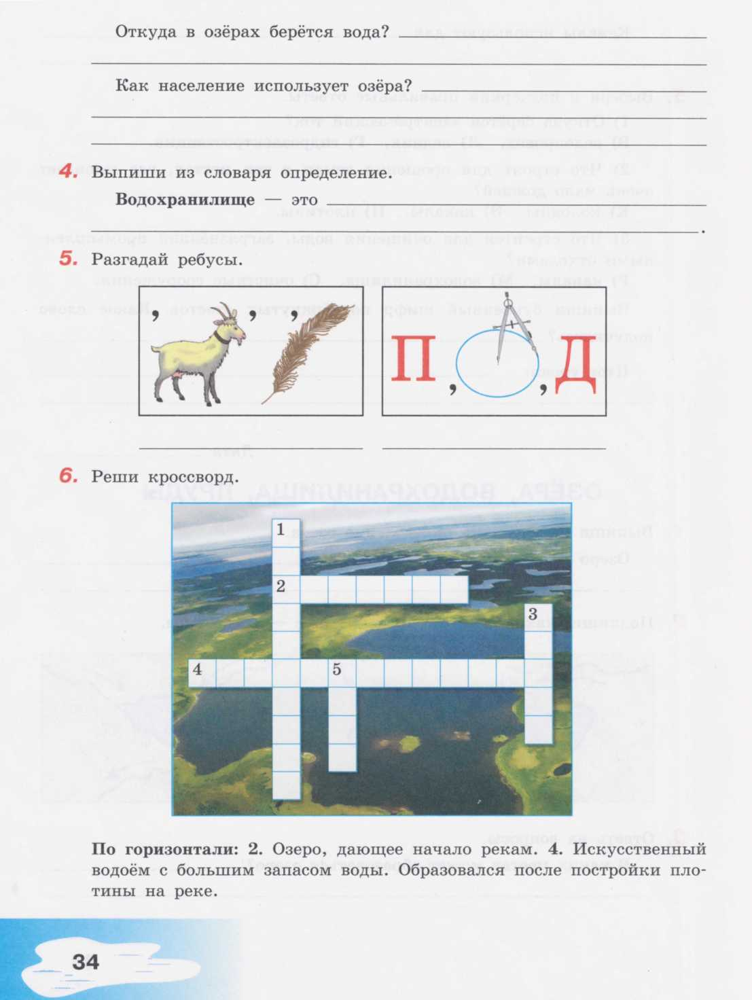 Откуда в озёрах берётся вода?
Как население использует озёра?
4. Выпиши из словаря определение.
Водохранилище — это
.
5. Разгадай ребусы.
, , ,
П , , Д
6. Реши кроссворд.
1
2
3
4 5
По горизонтали: 2. Озеро, дающее начало рекам. 4. Искусственный
водоём с большим запасом воды. Образовался после постройки пло-
тины на реке.
34